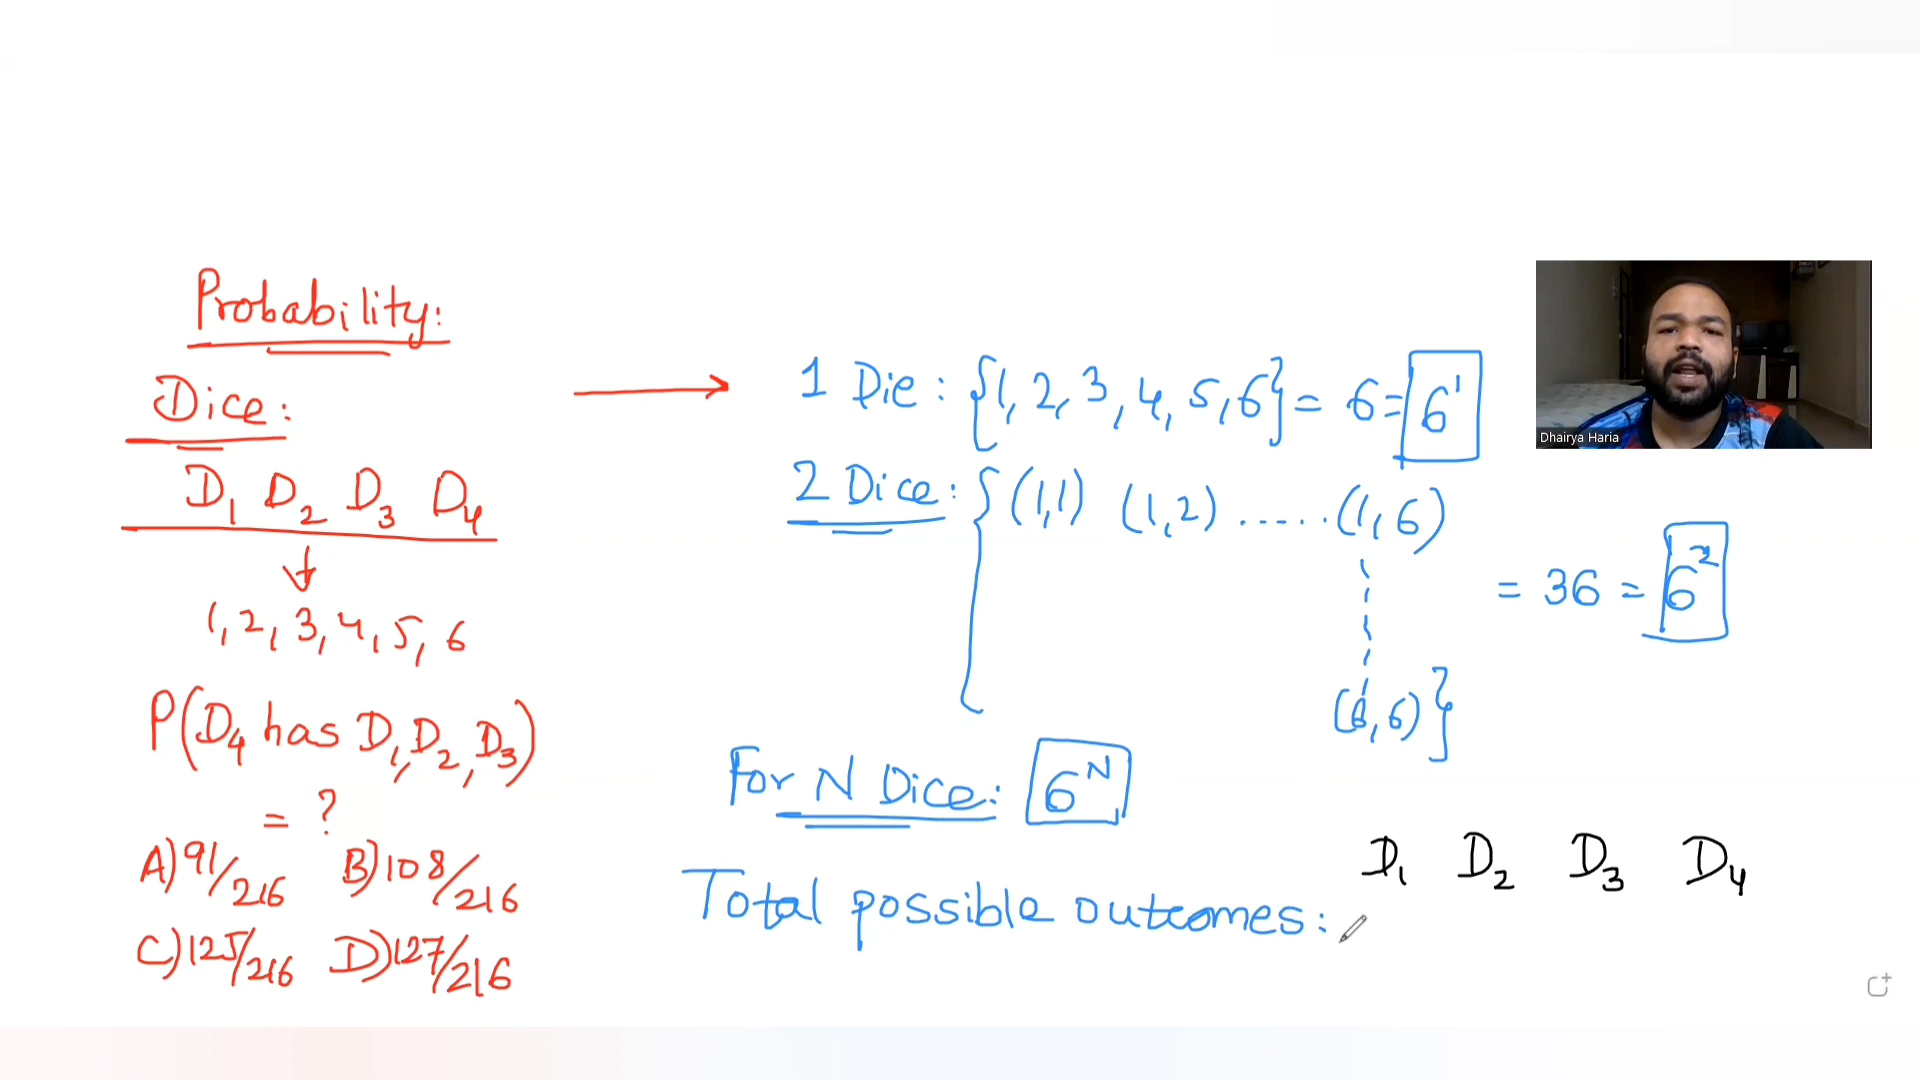 Probability:
Dice:
D1 D2 D3 D4
1, 2, 3, 4, 5, 6
P(D4 has D1, D2, D3)
= ?
A) 91/216 B) 108/216
C) 125/216 D) 127/216
1 Die: {1, 2, 3, 4, 5, 6} = 6 = 6^1
2 Dice: { (1,1) (1,2) ..... (1,6)
(6,6) }
= 36 = 6^2
For N Dice: 6^N
D1 D2 D3 D4
Total possible outcomes:
Dhairya Haria